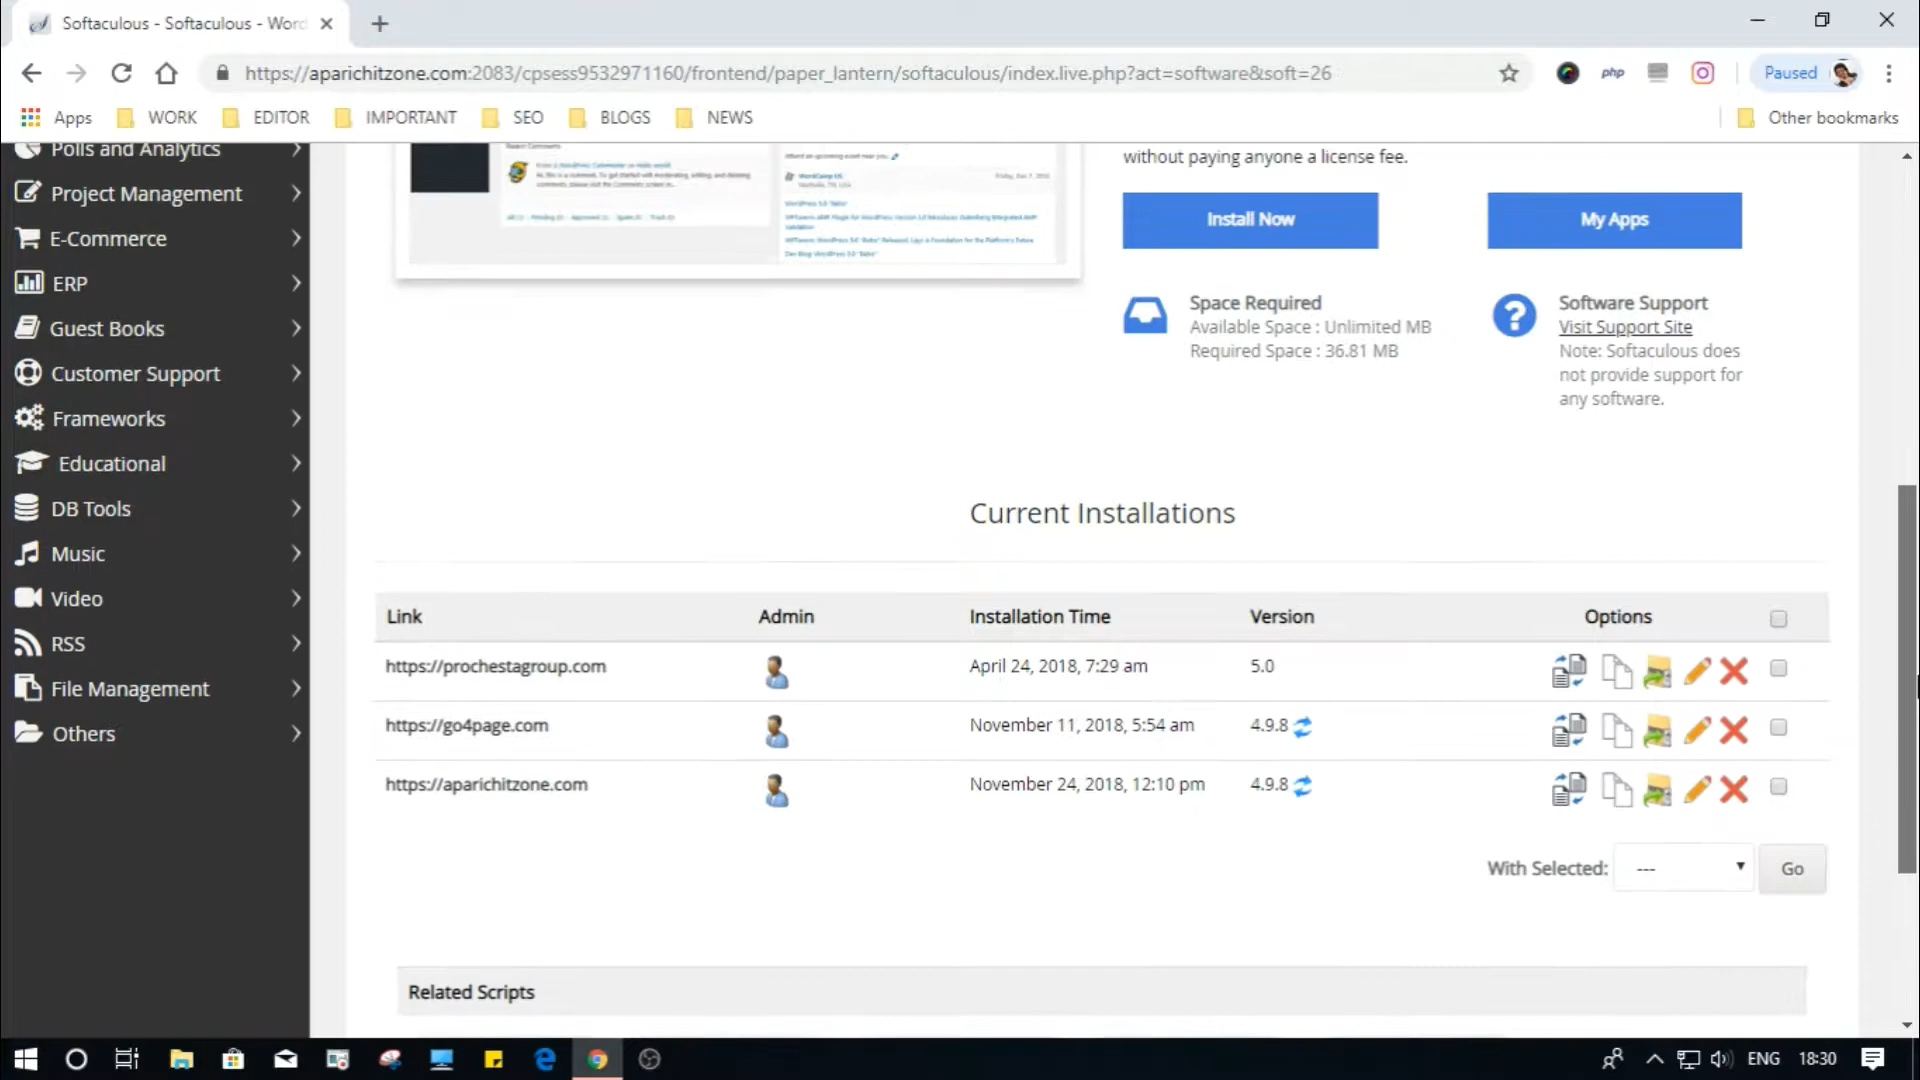 Softaculous - Softaculous - Word
https://aparichitzone.com:2083/cpsess9532971160/frontend/paper_lantern/softaculous/index.live.php?act=software&soft=26
php
Paused
Apps
WORK
EDITOR
IMPORTANT
SEO
BLOGS
NEWS
Other bookmarks
Polls and Analytics
Project Management
E-Commerce
ERP
Guest Books
Customer Support
Frameworks
Educational
DB Tools
Music
Video
RSS
File Management
Others
Recent Comments
without paying anyone a license fee.
Install Now
My Apps
Space Required
Available Space : Unlimited MB
Required Space : 36.81 MB
Software Support
Visit Support Site
Note: Softaculous does
not provide support for
any software.
Current Installations
Link Admin Installation Time Version Options
https://prochestagroup.com April 24, 2018, 7:29 am 5.0
https://go4page.com November 11, 2018, 5:54 am 4.9.8
https://aparichitzone.com November 24, 2018, 12:10 pm 4.9.8
With Selected: --- Go
Related Scripts
ENG 18:30